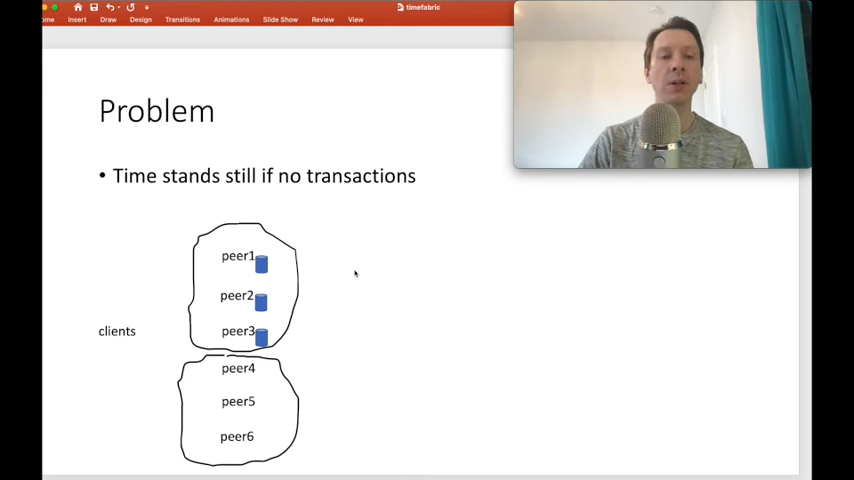 timefabric
ome Insert Draw Design Transitions Animations Slide Show Review View
Problem
• Time stands still if no transactions
peer1
peer2
clients peer3
peer4
peer5
peer6